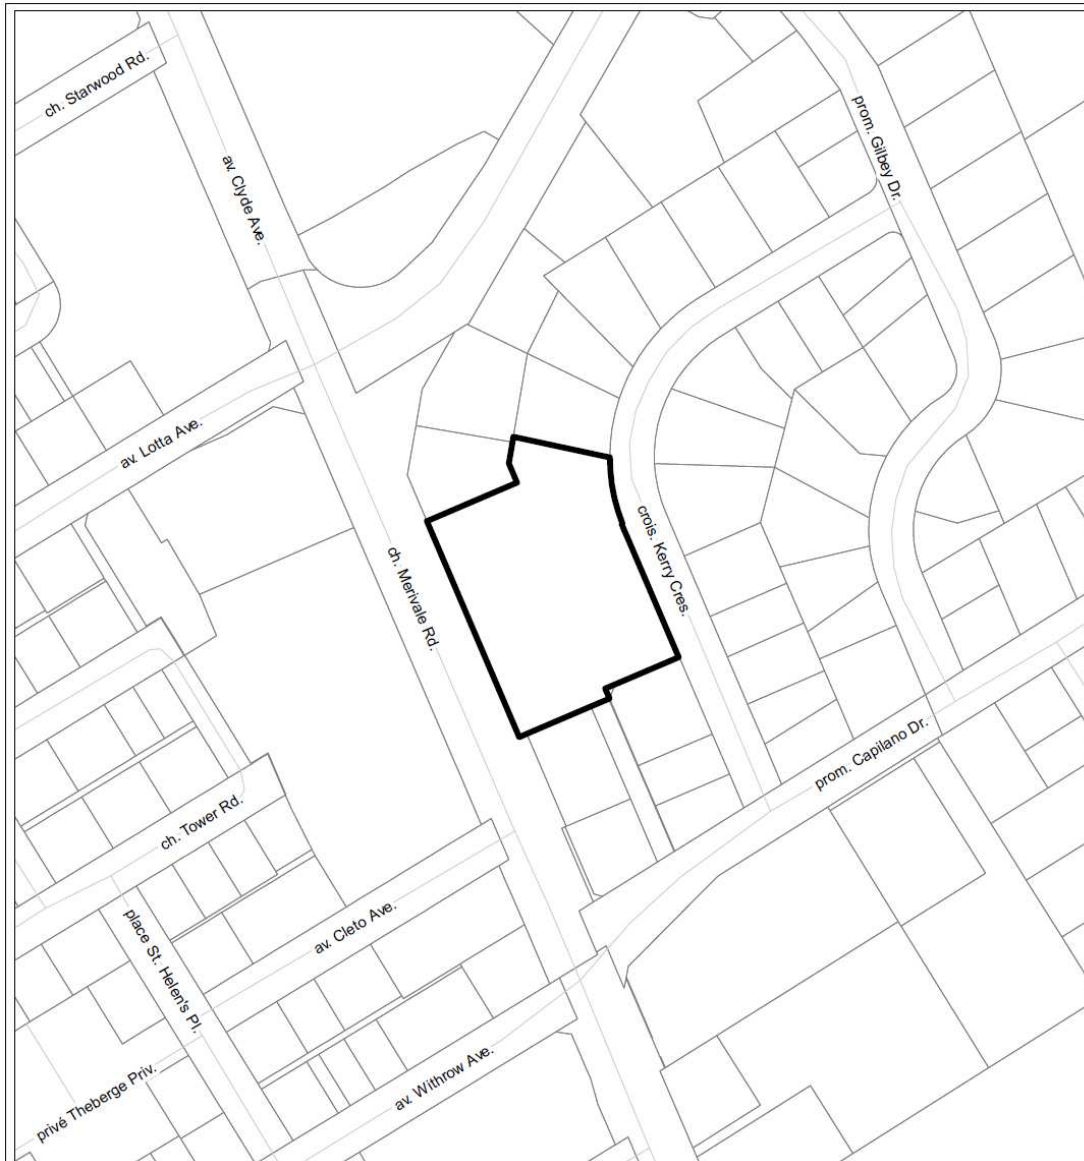 ch. Starwood Rd.
av. Clyde Ave.
prom. Gilbey Dr.
av. Lotta Ave.
ch. Merivale Rd.
crois. Kerry Cres.
prom. Capilano Dr.
ch. Tower Rd.
av. Cleto Ave.
place St. Helen's Pl.
av. Withrow Ave.
privé Theberge Priv.